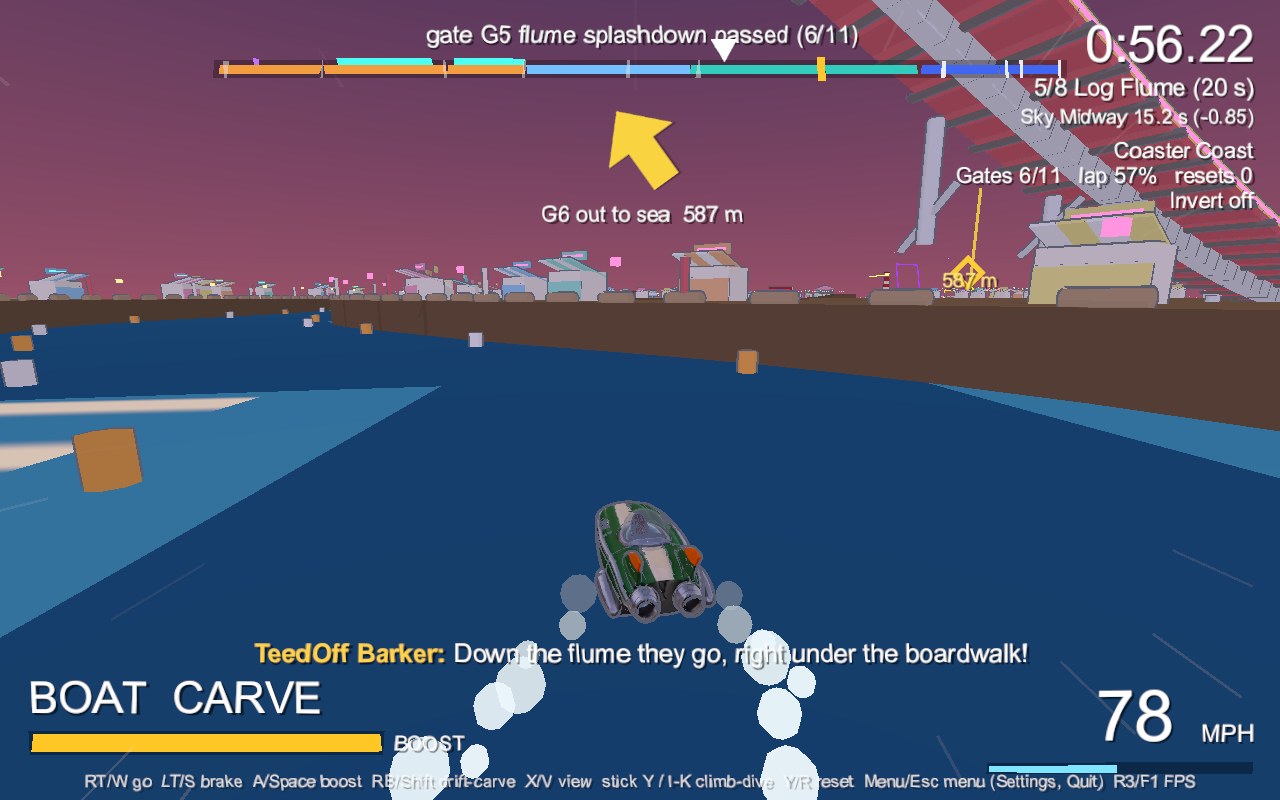 gate G5 flume splashdown passed (6/11)
0:56.22
5/8 Log Flume (20 s)
Sky Midway 15.2 s (-0.85)
Coaster Coast
Gates 6/11 lap 57% resets 0
Invert off
G6 out to sea 587 m
587 m
TeedOff Barker: Down the flume they go, right under the boardwalk!
BOAT CARVE
BOOST
78 MPH
RT/W go LT/S brake A/Space boost RB/Shift drift-carve X/V view stick Y / I-K climb-dive Y/R reset Menu/Esc menu (Settings, Quit) R3/F1 FPS